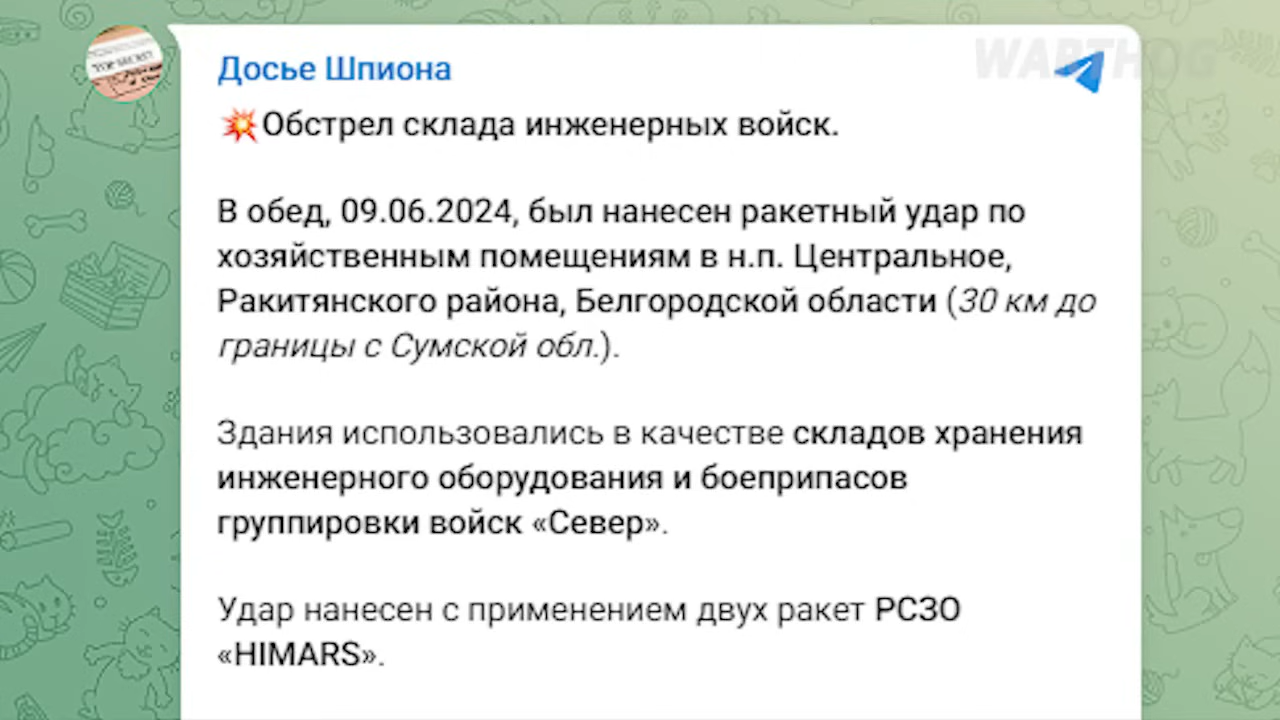 Досье Шпиона
WARTHOG
💥Обстрел склада инженерных войск.
В обед, 09.06.2024, был нанесен ракетный удар по
хозяйственным помещениям в н.п. Центральное,
Ракитянского района, Белгородской области (30 км до
границы с Сумской обл.).
Здания использовались в качестве складов хранения
инженерного оборудования и боеприпасов
группировки войск «Север».
Удар нанесен с применением двух ракет РСЗО
«HIMARS».